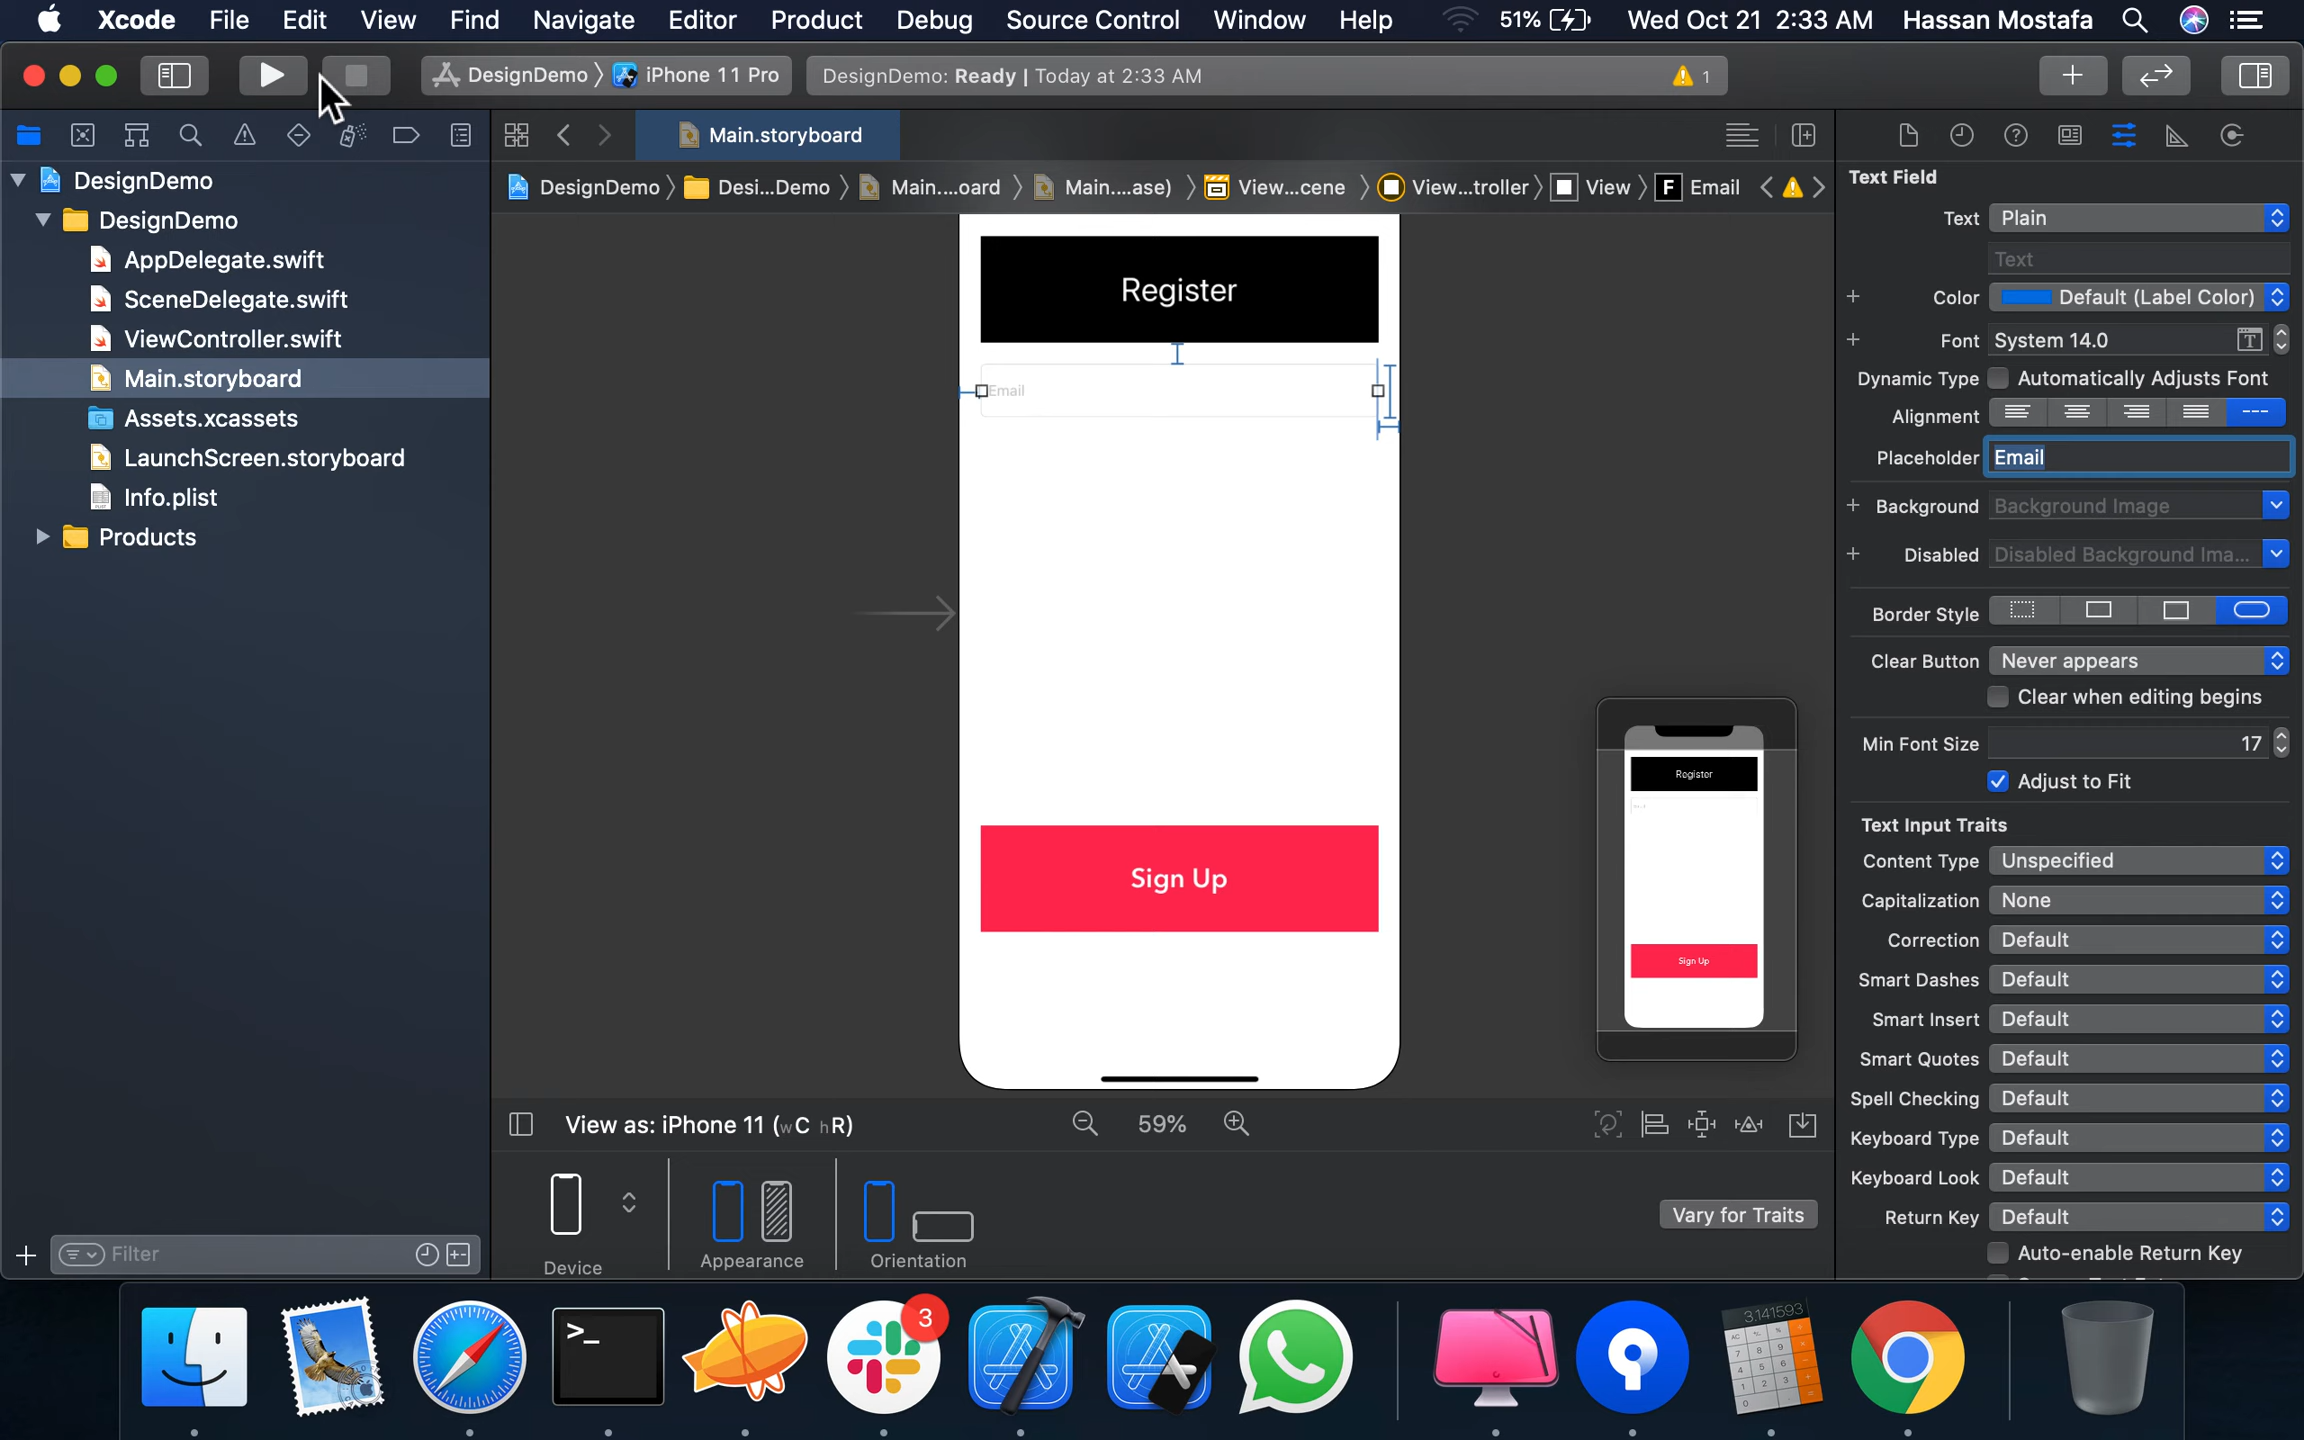 Xcode File Edit View Find Navigate Editor Product Debug Source Control Window Help 51% Wed Oct 21 2:33 AM Hassan Mostafa
DesignDemo iPhone 11 Pro DesignDemo: Ready | Today at 2:33 AM 1
Main.storyboard
DesignDemo Desi...Demo Main....oard Main....ase) View...cene View...troller View F Email
DesignDemo
DesignDemo
AppDelegate.swift
SceneDelegate.swift
ViewController.swift
Main.storyboard
Assets.xcassets
LaunchScreen.storyboard
Info.plist
Products
Filter
Register
Email
Sign Up
Register
Sign Up
View as: iPhone 11 (wC hR) 59%
Device
Appearance
Orientation
Vary for Traits
Text Field
Text Plain
Text
Color Default (Label Color)
Font System 14.0
Dynamic Type Automatically Adjusts Font
Alignment
Placeholder Email
Background Background Image
Disabled Disabled Background Ima...
Border Style
Clear Button Never appears
Clear when editing begins
Min Font Size 17
Adjust to Fit
Text Input Traits
Content Type Unspecified
Capitalization None
Correction Default
Smart Dashes Default
Smart Insert Default
Smart Quotes Default
Spell Checking Default
Keyboard Type Default
Keyboard Look Default
Return Key Default
Auto-enable Return Key
>_
3
3.141593